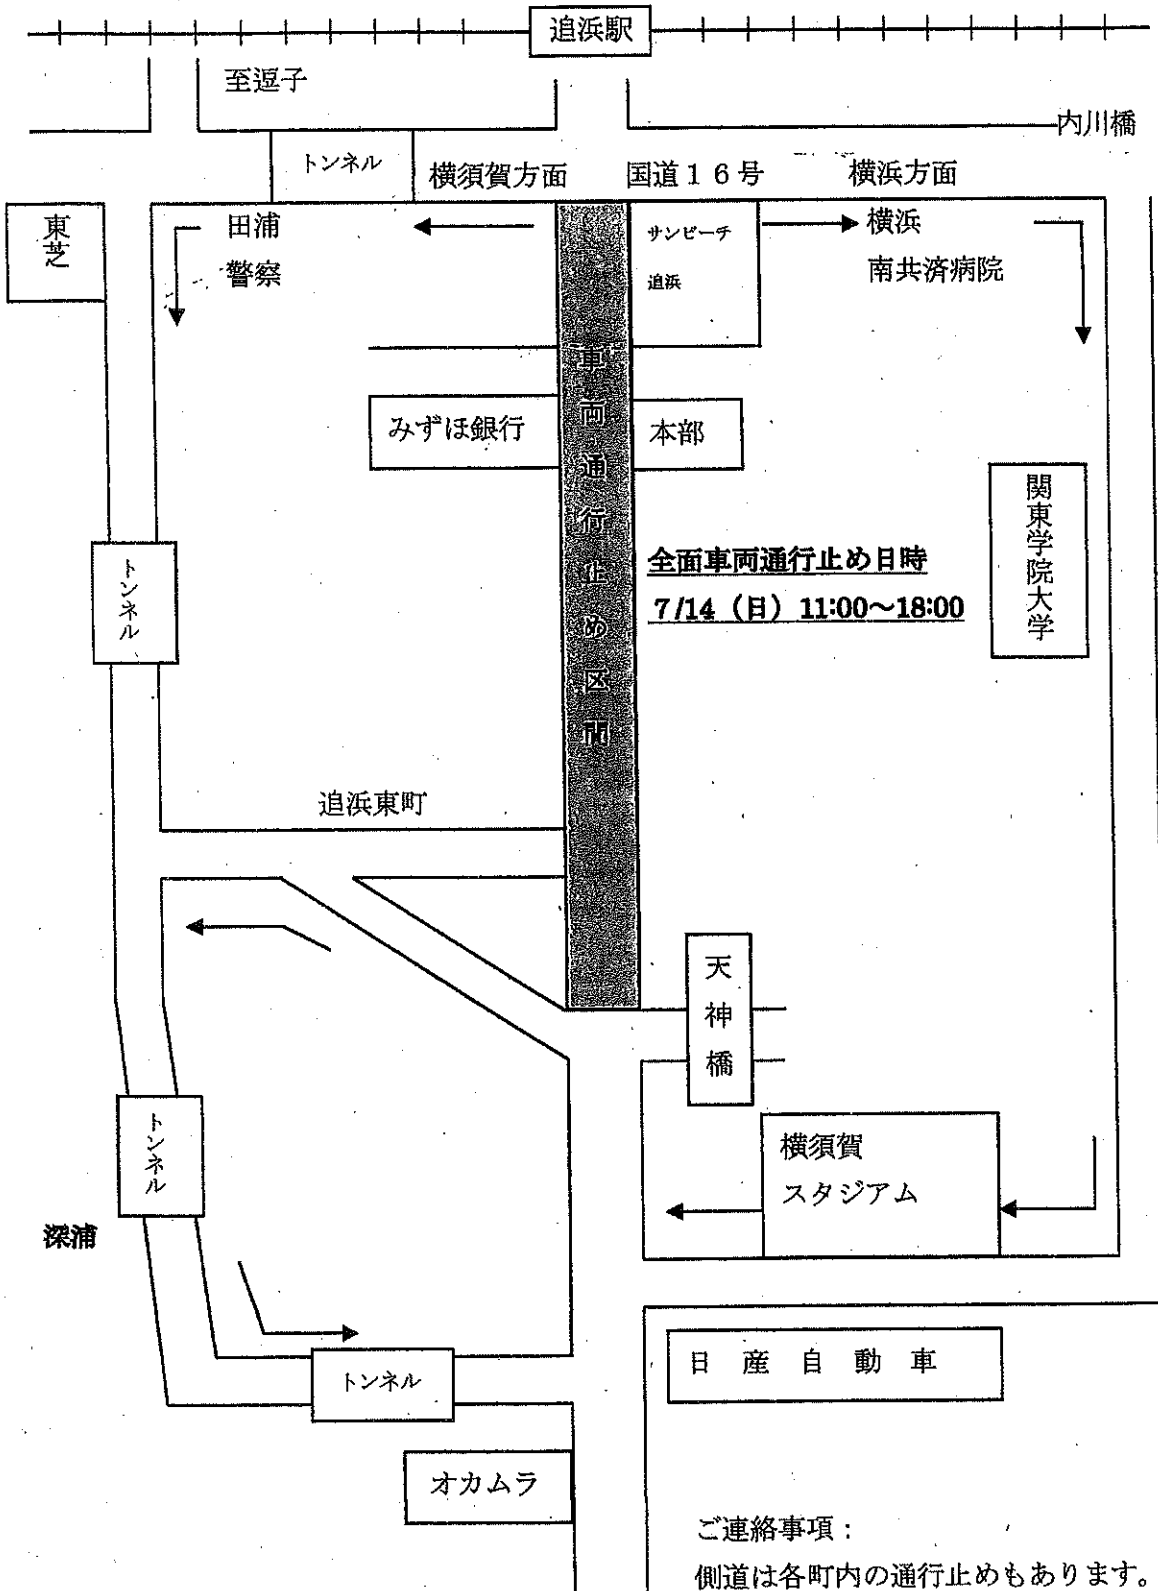 追浜駅
至逗子
内川橋
トンネル
横須賀方面
国道１６号
横浜方面
東芝
田浦
警察
サンビーチ
追浜
横浜
南共済病院
車両通行止め区間
みずほ銀行
本部
関東学院大学
トンネル
全面車両通行止め日時
7/14（日）11:00～18:00
追浜東町
天神橋
トンネル
横須賀
スタジアム
深浦
日産自動車
トンネル
オカムラ
ご連絡事項：
側道は各町内の通行止めもあります。